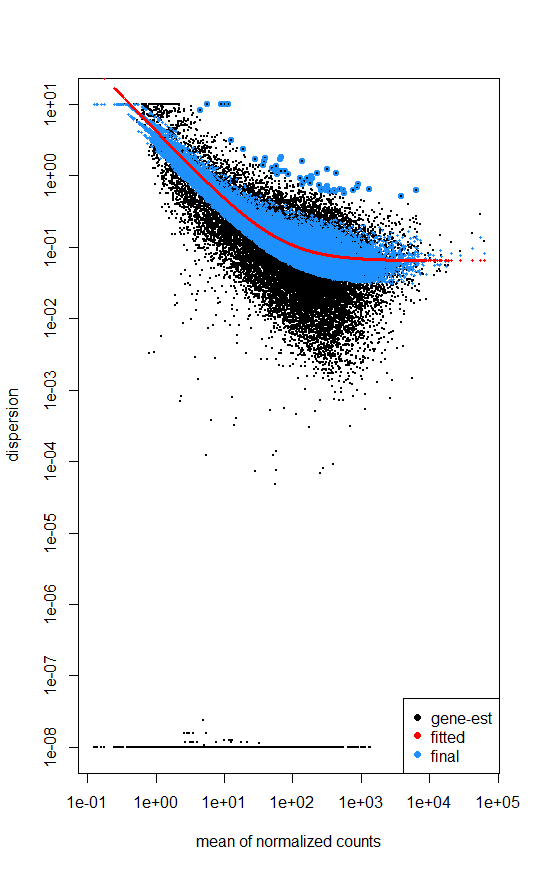 dispersion
1e+01
1e+00
1e-01
1e-02
1e-03
1e-04
1e-05
1e-06
1e-07
1e-08
gene-est
fitted
final
1e-01
1e+00
1e+01
1e+02
1e+03
1e+04
1e+05
mean of normalized counts